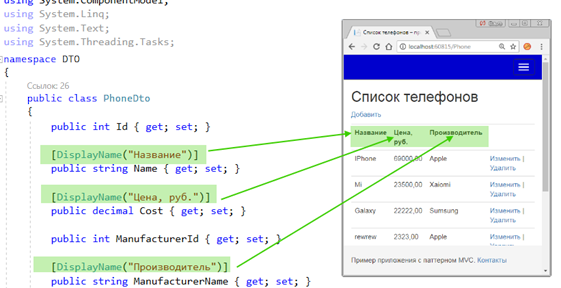 using System.ComponentModel;
using System.Linq;
using System.Text;
using System.Threading.Tasks;
namespace DTO
{
Ссылок: 26
public class PhoneDto
{
public int Id { get; set; }
[DisplayName("Название")]
public string Name { get; set; }
[DisplayName("Цена, руб.")]
public decimal Cost { get; set; }
public int ManufacturerId { get; set; }
[DisplayName("Производитель")]
public string ManufacturerName { get; set; }
Список телефонов – пр
localhost:60815/Phone
Список телефонов
Добавить
Название Цена, руб. Производитель
iPhone 69000,00 Apple Изменить | Удалить
Mi 23500,00 Xaiomi Изменить | Удалить
Galaxy 22222,00 Sumsung Изменить | Удалить
rewrew 2323,00 Apple Изменить |
Удалить
Пример приложения с паттерном MVC. Контакты